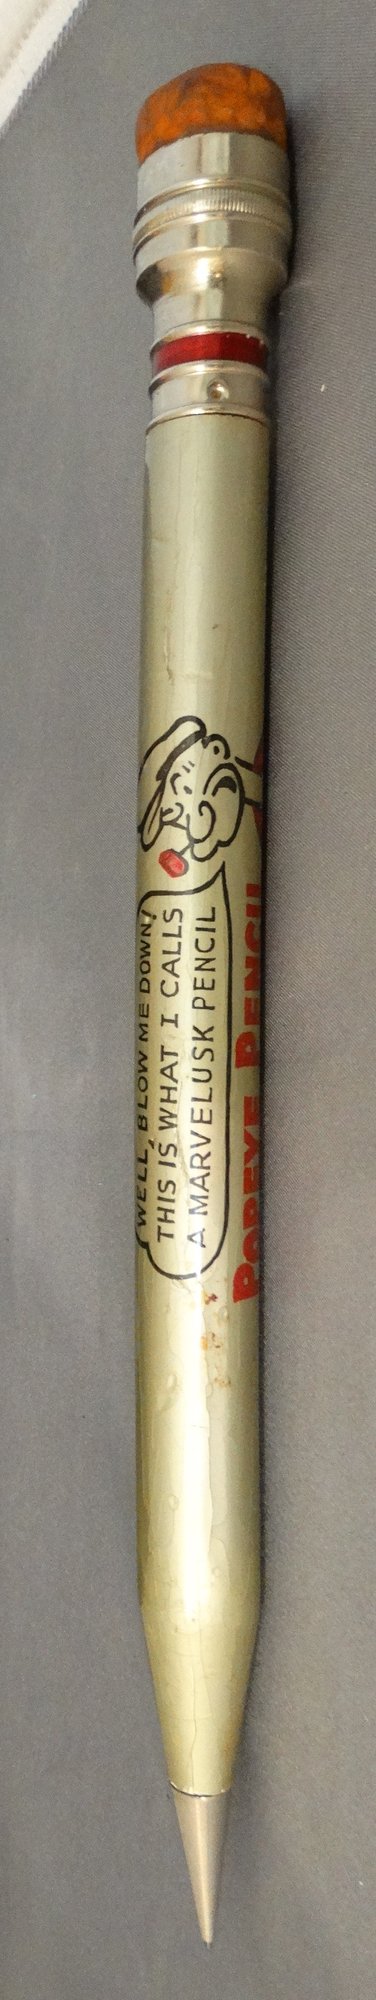 WELL, BLOW ME DOWN!
THIS IS WHAT I CALLS
A MARVELUSK PENCIL
POPEYE PENCIL